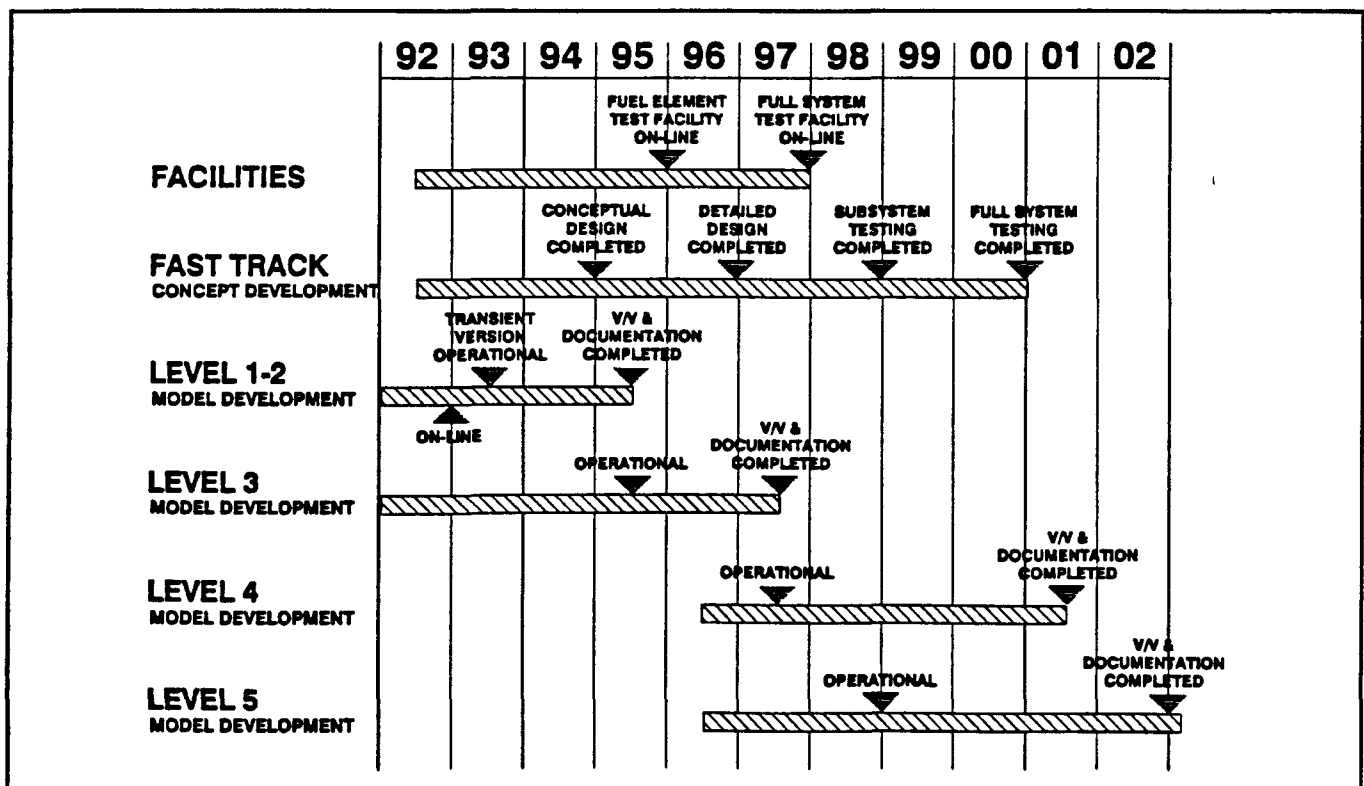 92 93 94 95 96 97 98 99 00 01 02
FUEL ELEMENT
TEST FACILITY
ON-LINE
FULL SYSTEM
TEST FACILITY
ON-LINE
FACILITIES
CONCEPTUAL
DESIGN
COMPLETED
DETAILED
DESIGN
COMPLETED
SUBSYSTEM
TESTING
COMPLETED
FULL SYSTEM
TESTING
COMPLETED
FAST TRACK
CONCEPT DEVELOPMENT
TRANSIENT
VERSION
OPERATIONAL
V/V &
DOCUMENTATION
COMPLETED
LEVEL 1-2
MODEL DEVELOPMENT
ON-LINE
OPERATIONAL
V/V &
DOCUMENTATION
COMPLETED
LEVEL 3
MODEL DEVELOPMENT
OPERATIONAL
V/V &
DOCUMENTATION
COMPLETED
LEVEL 4
MODEL DEVELOPMENT
OPERATIONAL
V/V &
DOCUMENTATION
COMPLETED
LEVEL 5
MODEL DEVELOPMENT